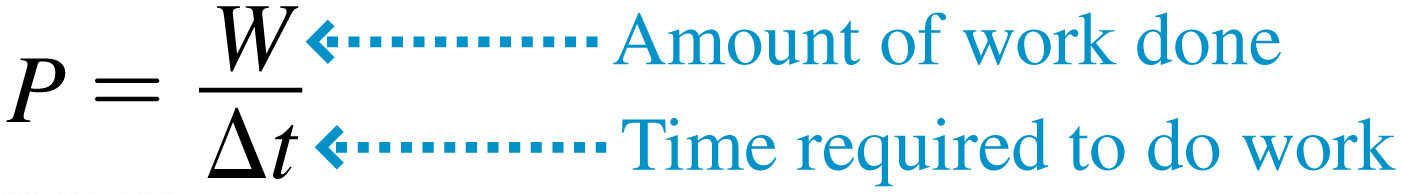 P = W/Δt
Amount of work done
Time required to do work